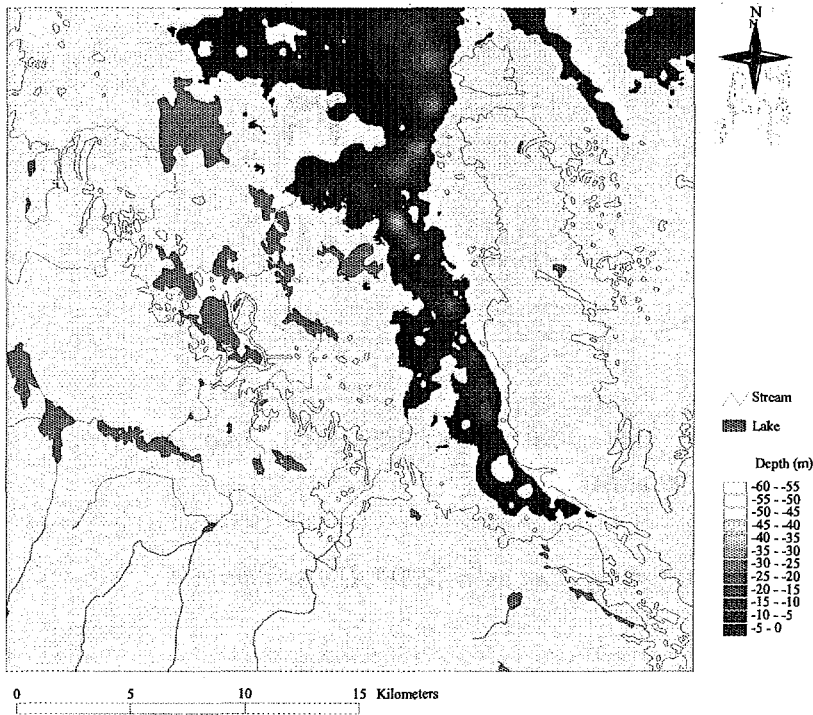 N
N
Stream
Lake
Depth (m)
-60 - -55
-55 - -50
-50 - -45
-45 - -40
-40 - -35
-35 - -30
-30 - -25
-25 - -20
-20 - -15
-15 - -10
-10 - -5
-5 - 0
0 5 10 15 Kilometers